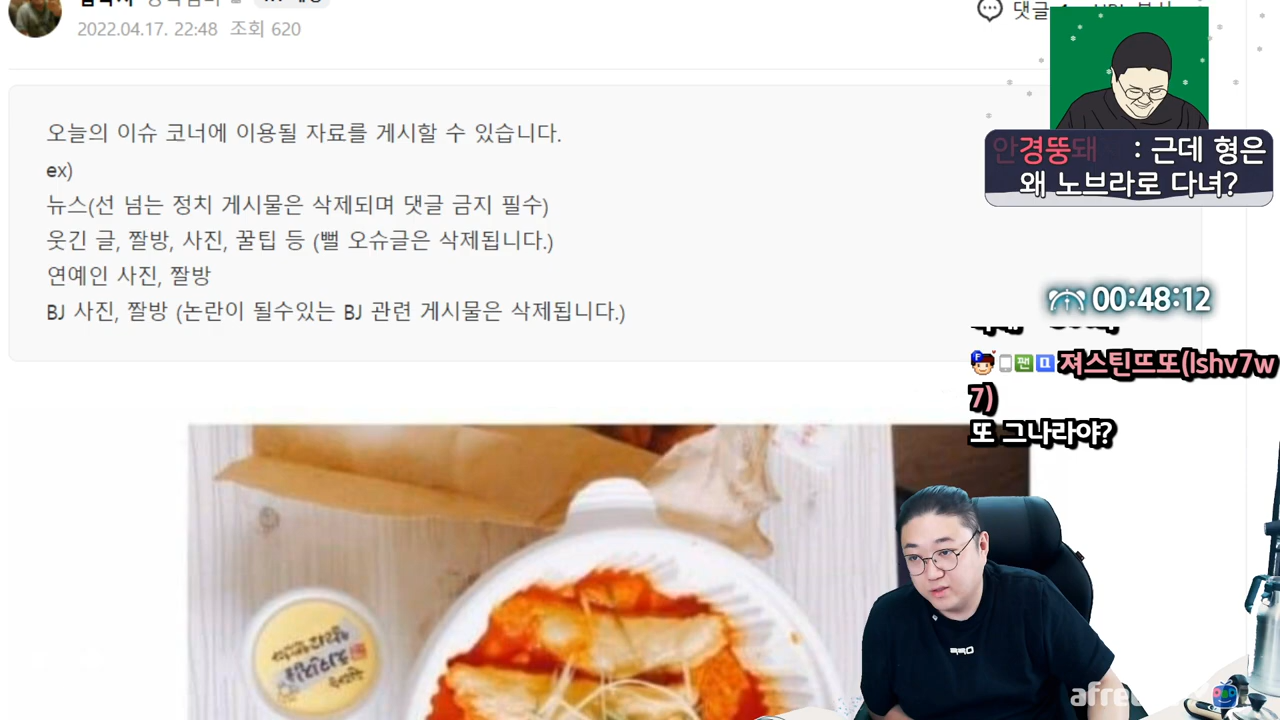 2022.04.17. 22:48 조회 620
댓글
오늘의 이슈 코너에 이용될 자료를 게시할 수 있습니다.
ex)
뉴스(선 넘는 정치 게시물은 삭제되며 댓글 금지 필수)
웃긴 글, 짤방, 사진, 꿀팁 등 (뻘 오슈글은 삭제됩니다.)
연예인 사진, 짤방
BJ 사진, 짤방 (논란이 될수있는 BJ 관련 게시물은 삭제됩니다.)
안경뚱돼 : 근데 형은
왜 노브라로 다녀?
00:48:12
F 팬 져스틴뜨또(lshv7w
7)
또 그나라야?
afre